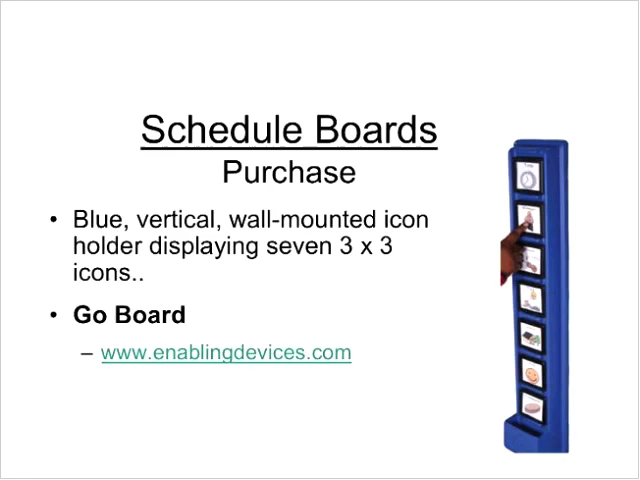 Schedule Boards
Purchase
• Blue, vertical, wall-mounted icon
holder displaying seven 3 x 3
icons..
• Go Board
– www.enablingdevices.com